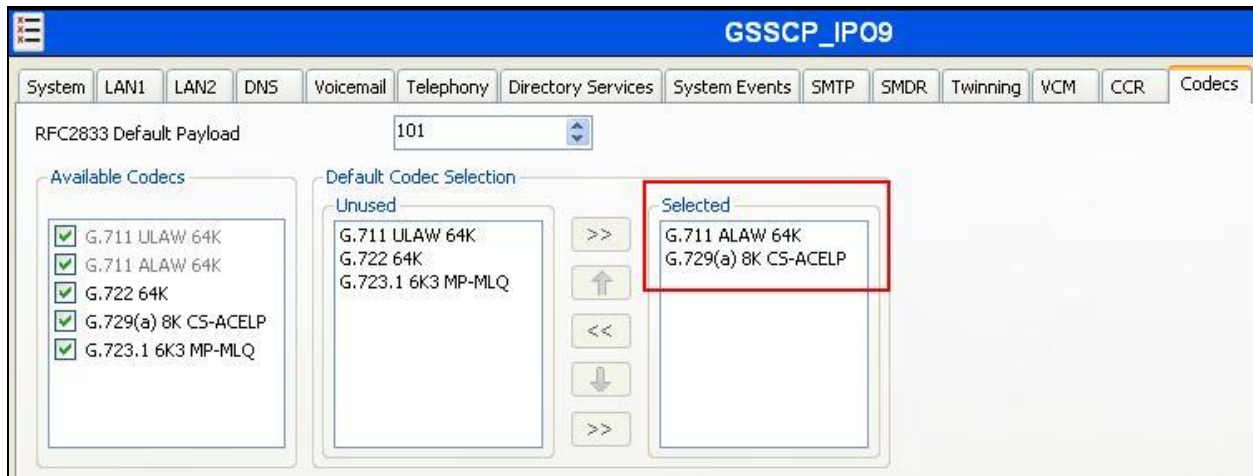 GSSCP_IPO9
System LAN1 LAN2 DNS Voicemail Telephony Directory Services System Events SMTP SMDR Twinning VCM CCR Codecs
RFC2833 Default Payload 101
Available Codecs
G.711 ULAW 64K
G.711 ALAW 64K
G.722 64K
G.729(a) 8K CS-ACELP
G.723.1 6K3 MP-MLQ
Default Codec Selection
Unused
G.711 ULAW 64K
G.722 64K
G.723.1 6K3 MP-MLQ
>>
<<
>>
Selected
G.711 ALAW 64K
G.729(a) 8K CS-ACELP